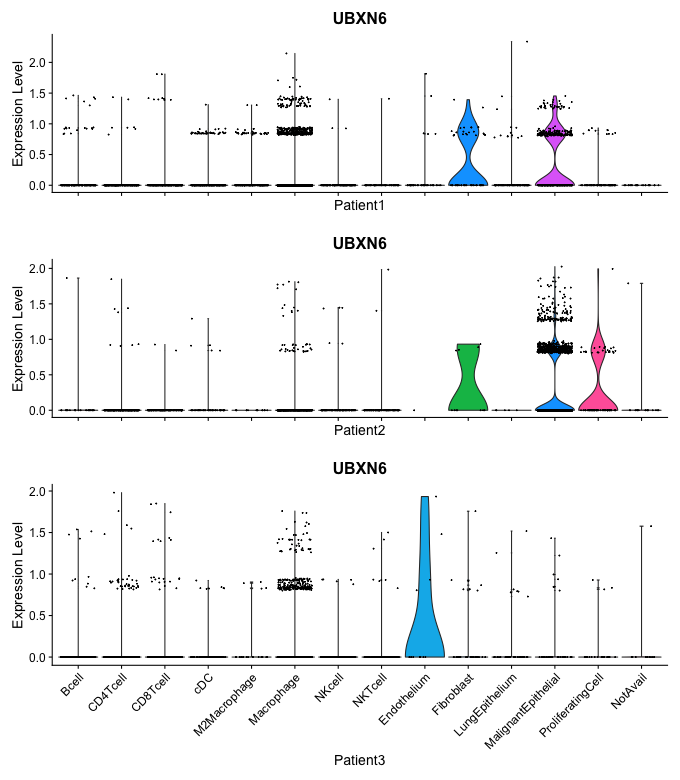 UBXN6
Expression Level
2.0
1.5
1.0
0.5
0.0
Patient1
UBXN6
Expression Level
2.0
1.5
1.0
0.5
0.0
Patient2
UBXN6
Expression Level
2.0
1.5
1.0
0.5
0.0
Bcell
CD4Tcell
CD8Tcell
cDC
M2Macrophage
Macrophage
NKcell
NKTcell
Endothelium
Fibroblast
LungEpithelium
MalignantEpithelial
ProliferatingCell
NotAvail
Patient3